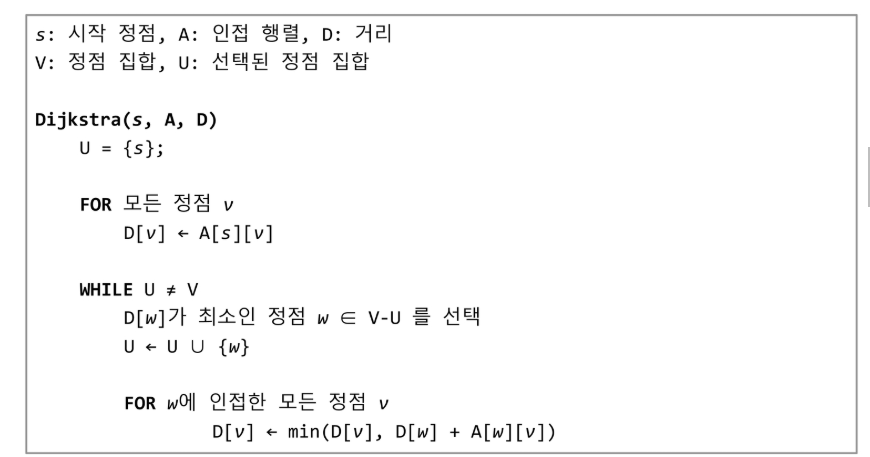 s: 시작 정점, A: 인접 행렬, D: 거리
V: 정점 집합, U: 선택된 정점 집합
Dijkstra(s, A, D)
U = {s};
FOR 모든 정점 v
D[v] ← A[s][v]
WHILE U ≠ V
D[w]가 최소인 정점 w ∈ V-U 를 선택
U ← U ∪ {w}
FOR w에 인접한 모든 정점 v
D[v] ← min(D[v], D[w] + A[w][v])